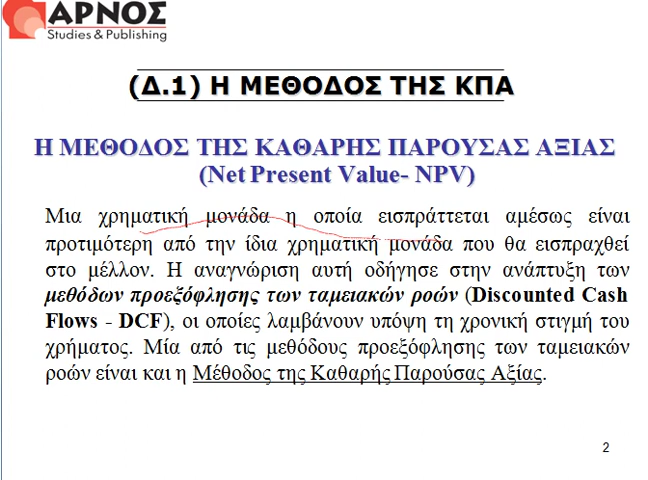 ΑΡΝΟΣ
Studies & Publishing
(Δ.1) Η ΜΕΘΟΔΟΣ ΤΗΣ ΚΠΑ
Η ΜΕΘΟΔΟΣ ΤΗΣ ΚΑΘΑΡΗΣ ΠΑΡΟΥΣΑΣ ΑΞΙΑΣ
(Net Present Value- NPV)
Μια χρηματική μονάδα η οποία εισπράττεται αμέσως είναι
προτιμότερη από την ίδια χρηματική μονάδα που θα εισπραχθεί
στο μέλλον. Η αναγνώριση αυτή οδήγησε στην ανάπτυξη των
μεθόδων προεξόφλησης των ταμειακών ροών (Discounted Cash
Flows - DCF), οι οποίες λαμβάνουν υπόψη τη χρονική στιγμή του
χρήματος. Μία από τις μεθόδους προεξόφλησης των ταμειακών
ροών είναι και η Μέθοδος της Καθαρής Παρούσας Αξίας.
2